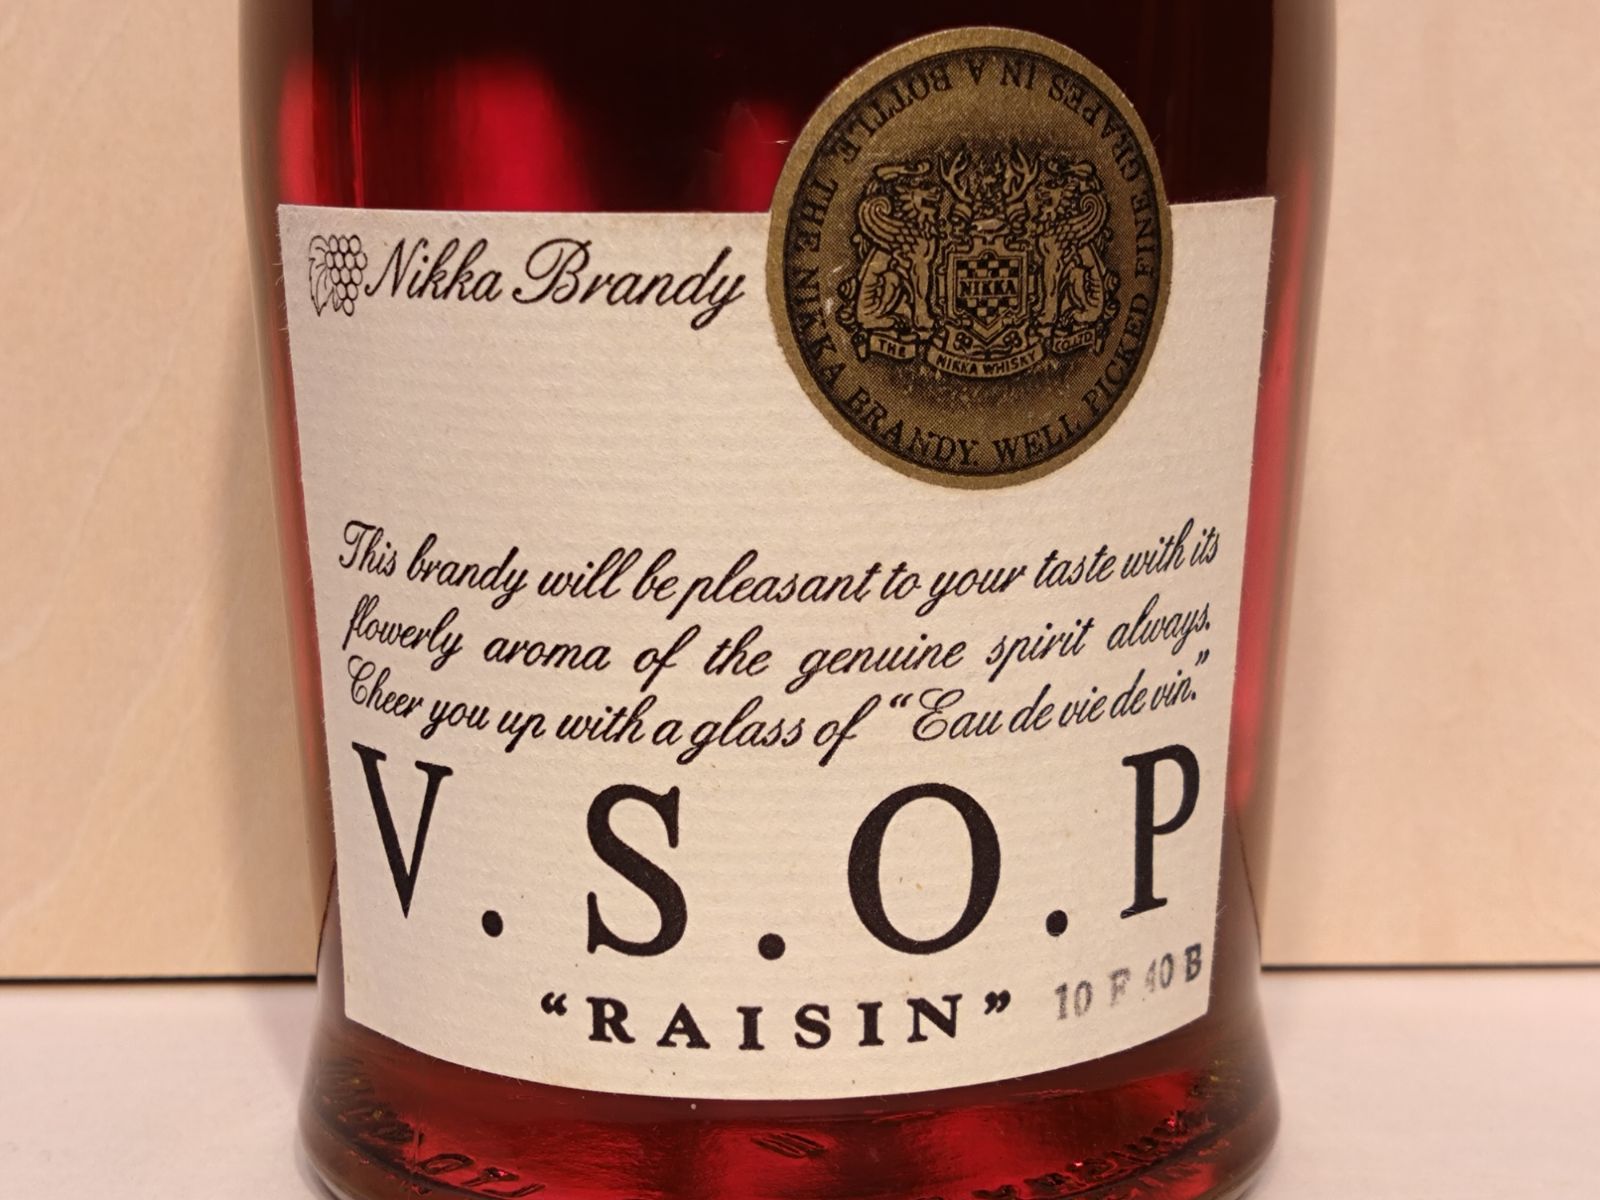 Nikka Brandy
THE NIKKA BRANDY. WELL PICKED FINE GRAPES IN A BOTTLE
NIKKA
THE NIKKA WHISKY CO.LTD
This brandy will be pleasant to your taste with its
flowerly aroma of the genuine spirit always.
Cheer you up with a glass of “Eau de vie de vin.”
V.S.O.P
“RAISIN”
10 F 40 B